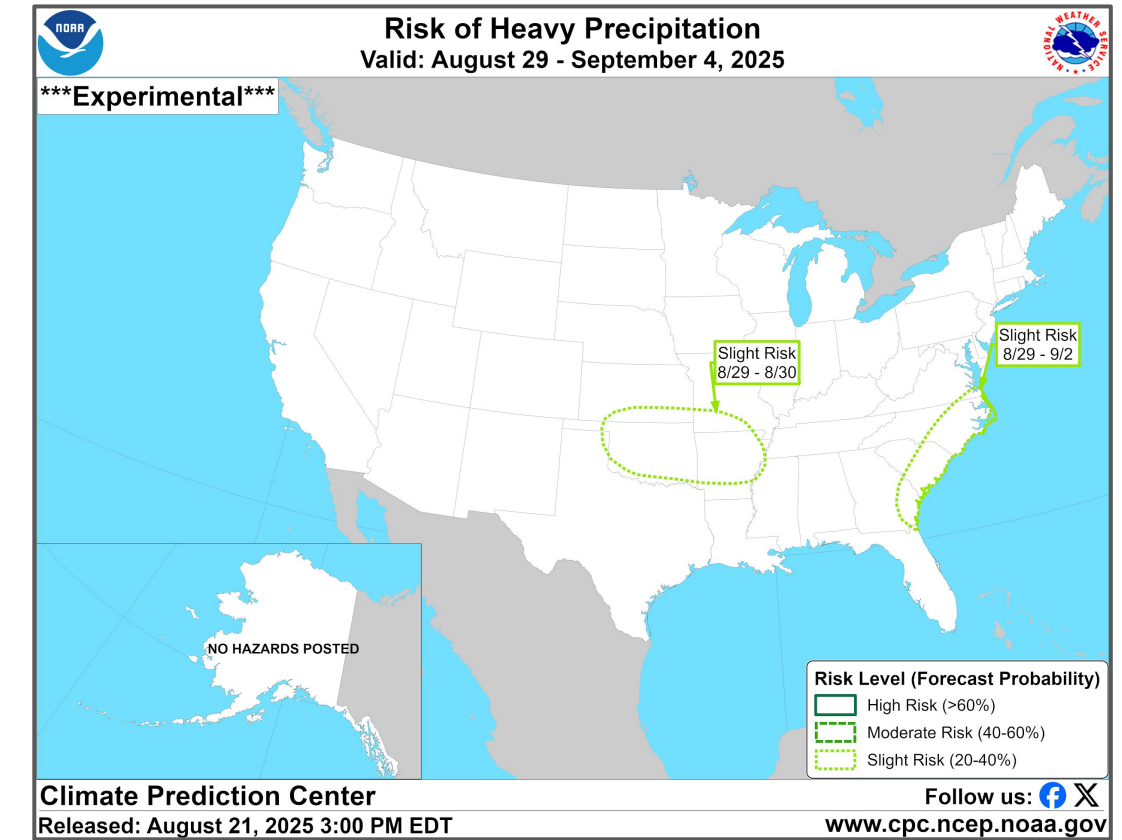 NOAA
Risk of Heavy Precipitation
Valid: August 29 - September 4, 2025
NATIONAL WEATHER SERVICE
***Experimental***
Slight Risk
8/29 - 9/2
Slight Risk
8/29 - 8/30
NO HAZARDS POSTED
Risk Level (Forecast Probability)
High Risk (>60%)
Moderate Risk (40-60%)
Slight Risk (20-40%)
Climate Prediction Center
Follow us:
Released: August 21, 2025 3:00 PM EDT
www.cpc.ncep.noaa.gov